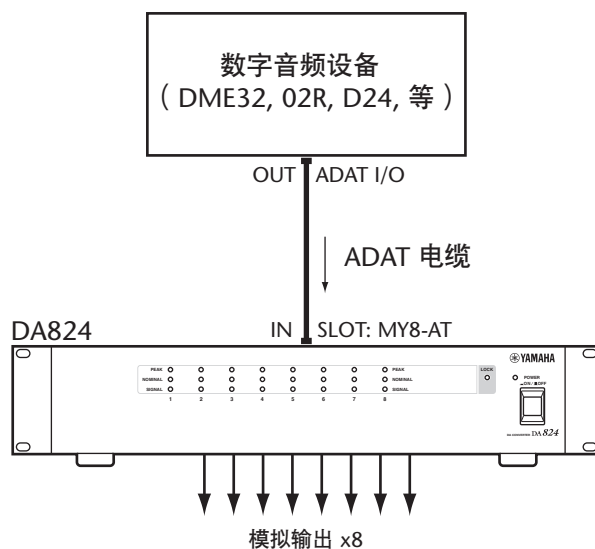 数字音频设备
（ DME32, 02R, D24, 等 ）
OUT ADAT I/O
ADAT 电缆
DA824
IN SLOT: MY8-AT
YAMAHA
PEAK PEAK LOCK
NOMINAL NOMINAL
SIGNAL SIGNAL
1 2 3 4 5 6 7 8
POWER
ON / OFF
DA 824
模拟输出 x8